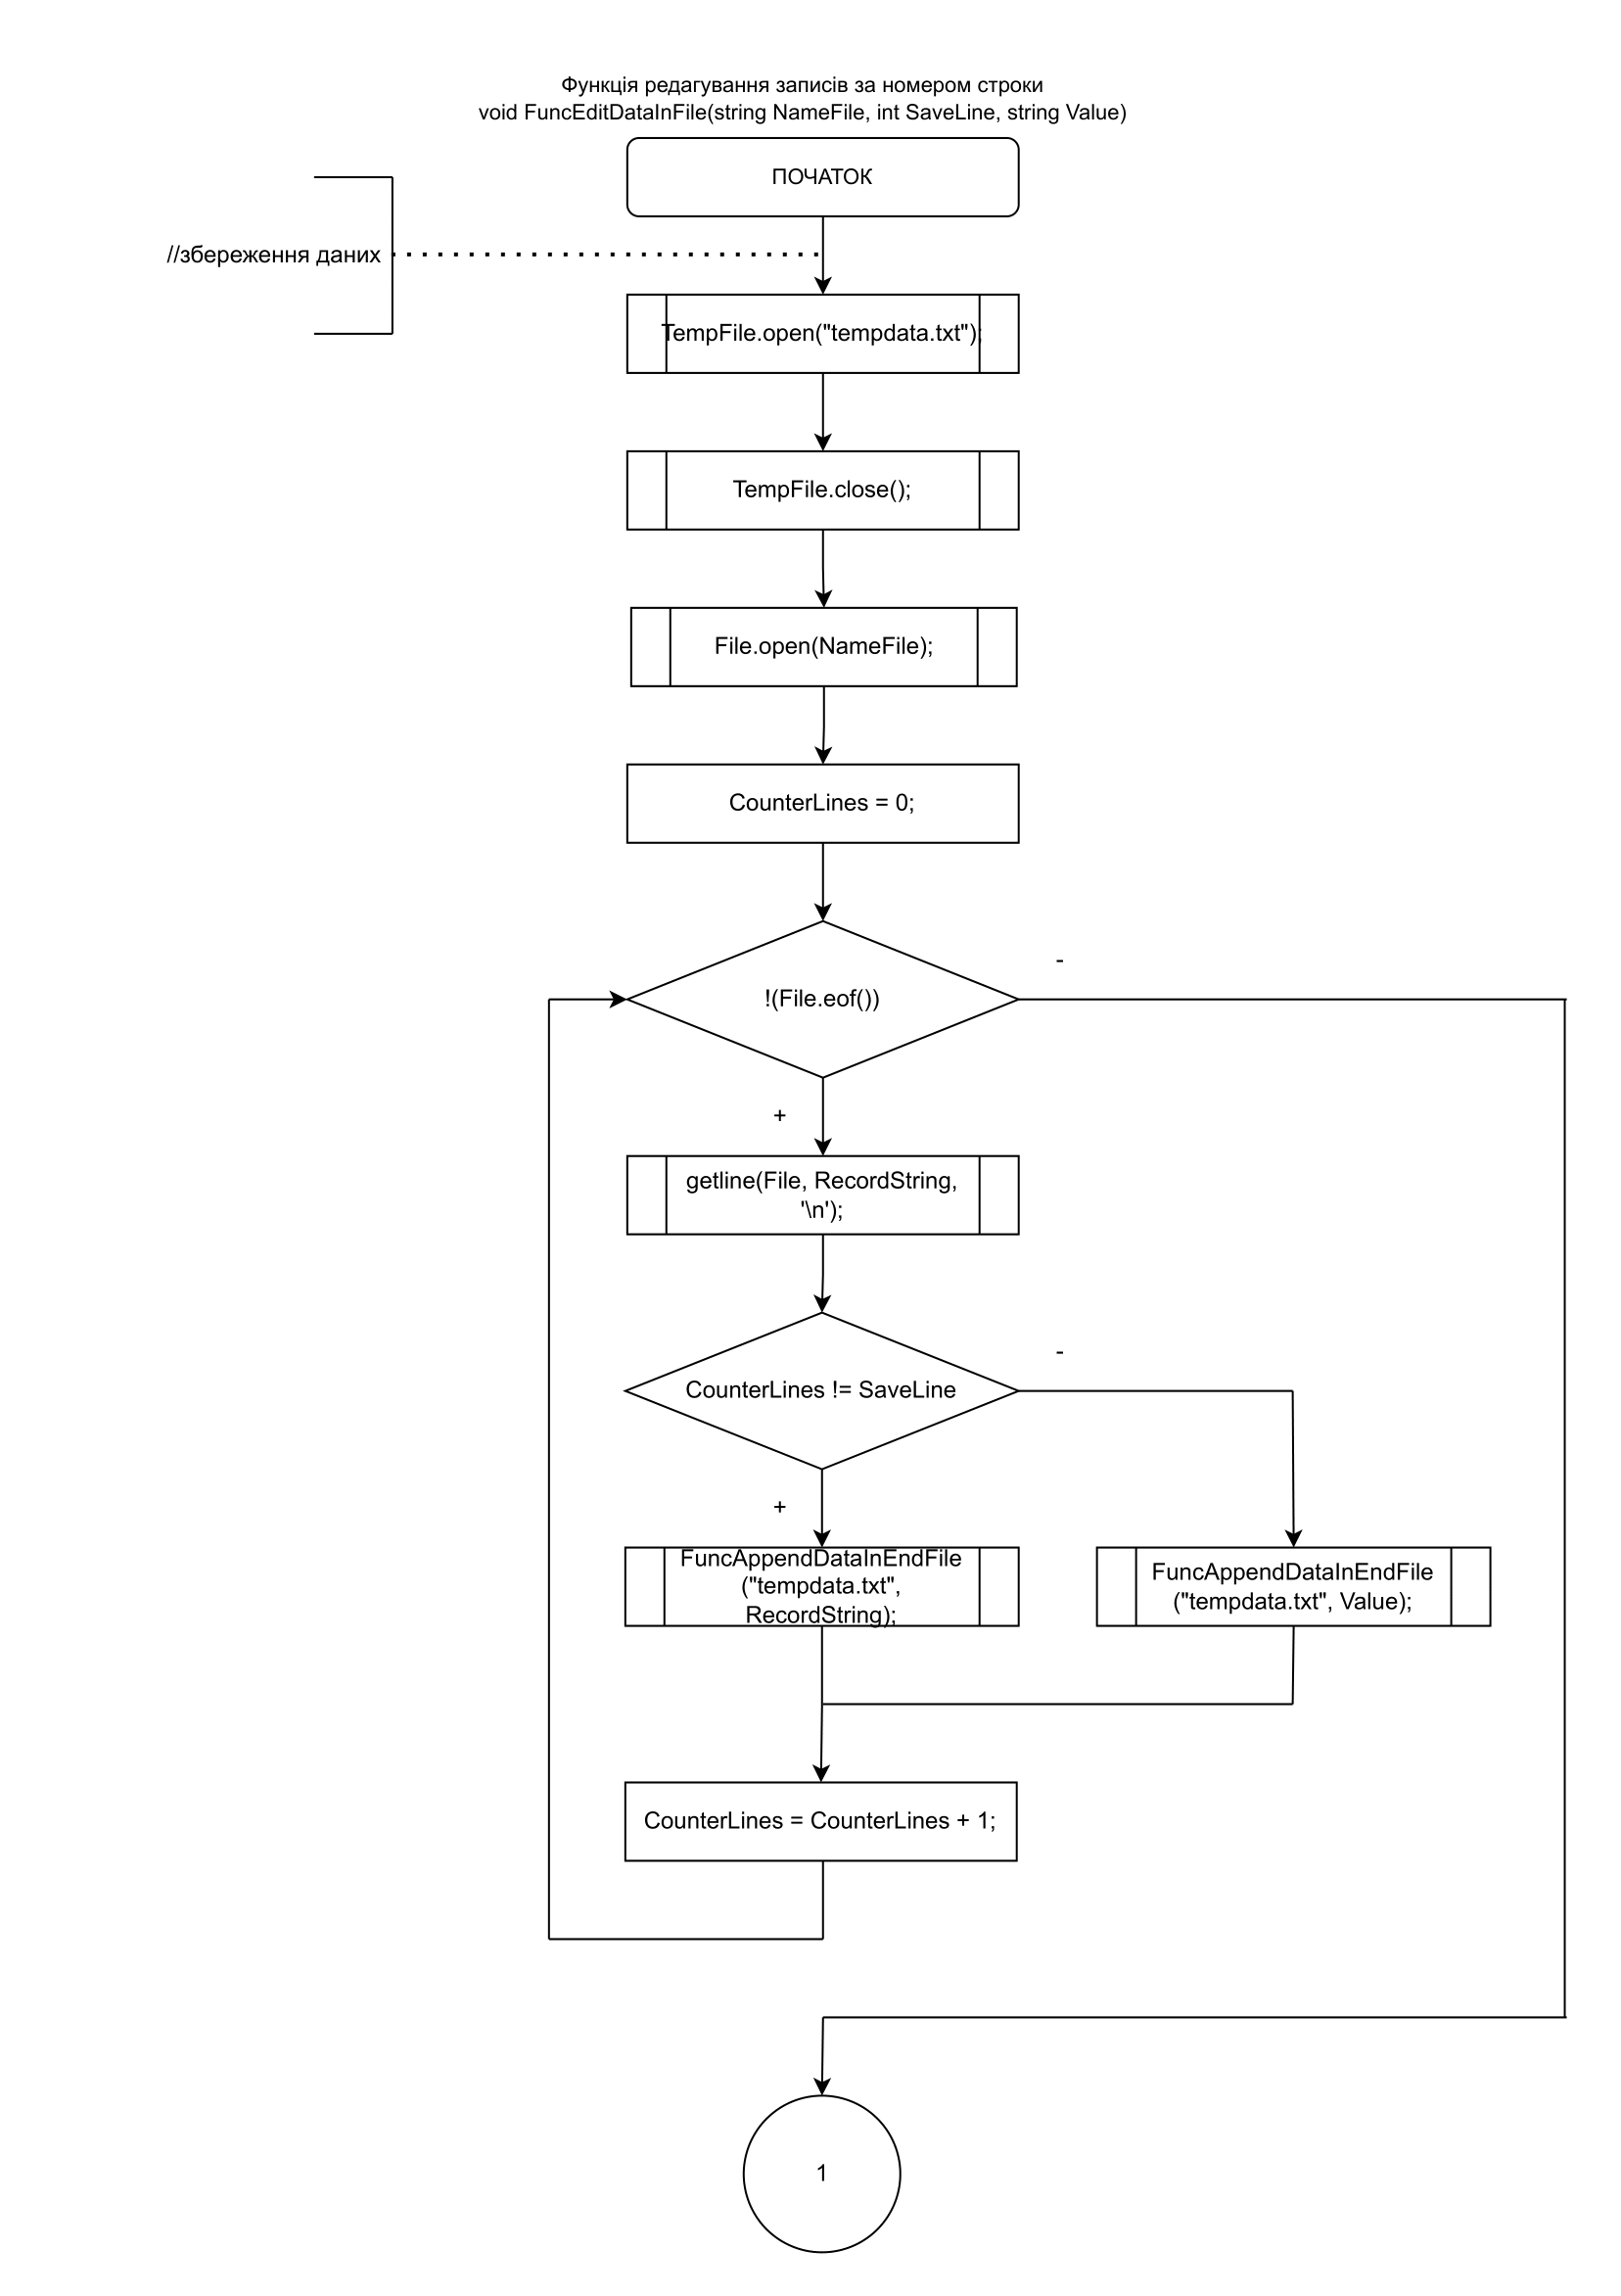 Функція редагування записів за номером строки
void FuncEditDataInFile(string NameFile, int SaveLine, string Value)
ПОЧАТОК
//збереження даних
TempFile.open("tempdata.txt");
TempFile.close();
File.open(NameFile);
CounterLines = 0;
!(File.eof())
-
+
getline(File, RecordString,
'\n');
CounterLines != SaveLine
-
+
FuncAppendDataInEndFile
("tempdata.txt",
RecordString);
FuncAppendDataInEndFile
("tempdata.txt", Value);
CounterLines = CounterLines + 1;
1